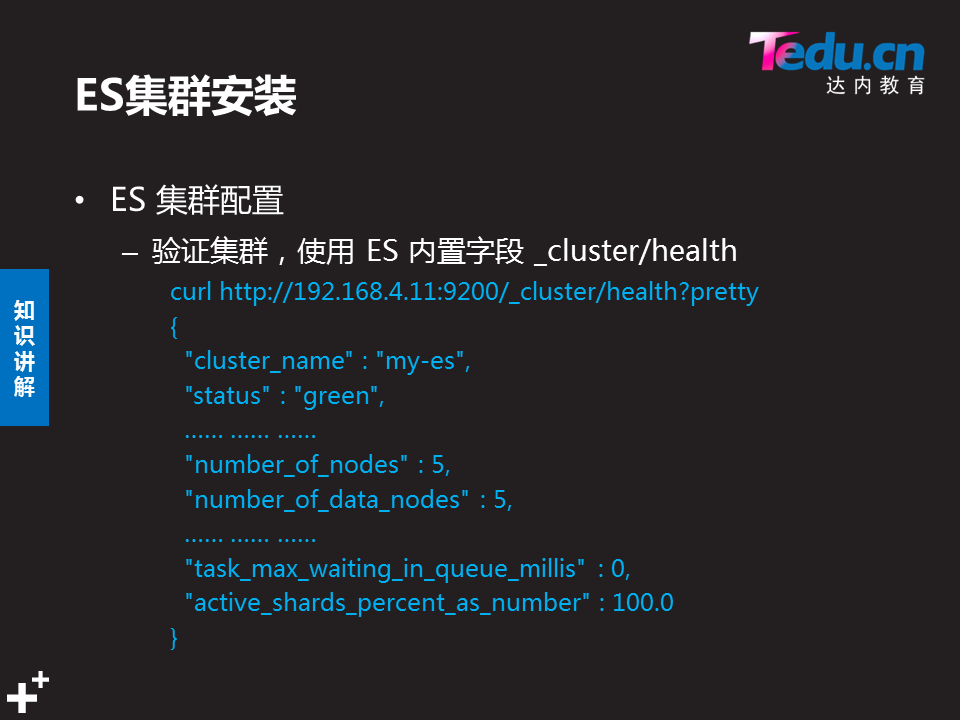 Tedu.cn
达内教育
ES集群安装
• ES 集群配置
– 验证集群，使用 ES 内置字段 _cluster/health
curl http://192.168.4.11:9200/_cluster/health?pretty
{
"cluster_name" : "my-es",
"status" : "green",
...... ...... ......
"number_of_nodes" : 5,
"number_of_data_nodes" : 5,
...... ...... ......
"task_max_waiting_in_queue_millis" : 0,
"active_shards_percent_as_number" : 100.0
}
知识讲解